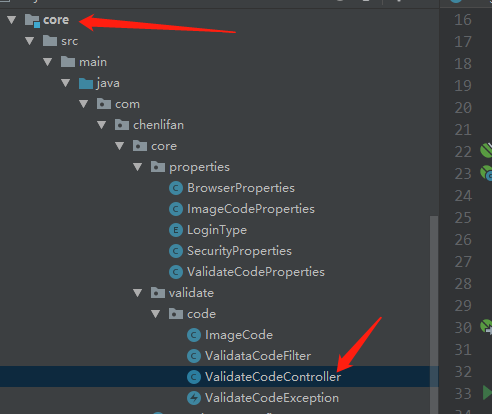 core
src
main
java
com
chenlifan
core
properties
BrowserProperties
ImageCodeProperties
LoginType
SecurityProperties
ValidateCodeProperties
validate
code
ImageCode
ValidataCodeFilter
ValidateCodeController
ValidateCodeException
16
17
18
19
20
21
22
23
24
25
26
27
28
29
30
31
32
33